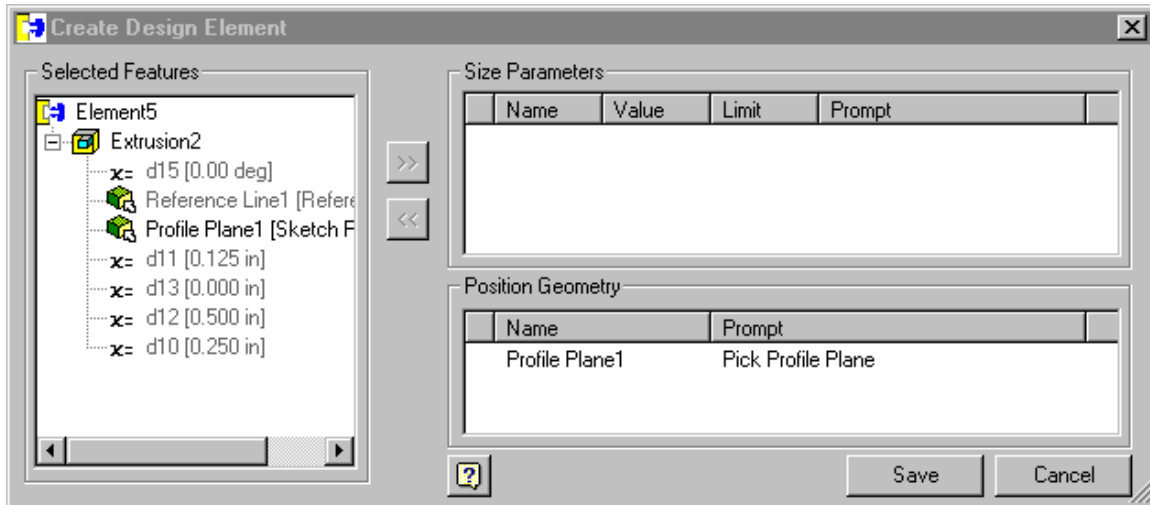 Create Design Element
Selected Features
Element5
Extrusion2
x= d15 [0.00 deg]
Reference Line1 [Refere
Profile Plane1 [Sketch F
x= d11 [0.125 in]
x= d13 [0.000 in]
x= d12 [0.500 in]
x= d10 [0.250 in]
>>
<<
Size Parameters
Name Value Limit Prompt
Position Geometry
Name Prompt
Profile Plane1 Pick Profile Plane
?
Save Cancel